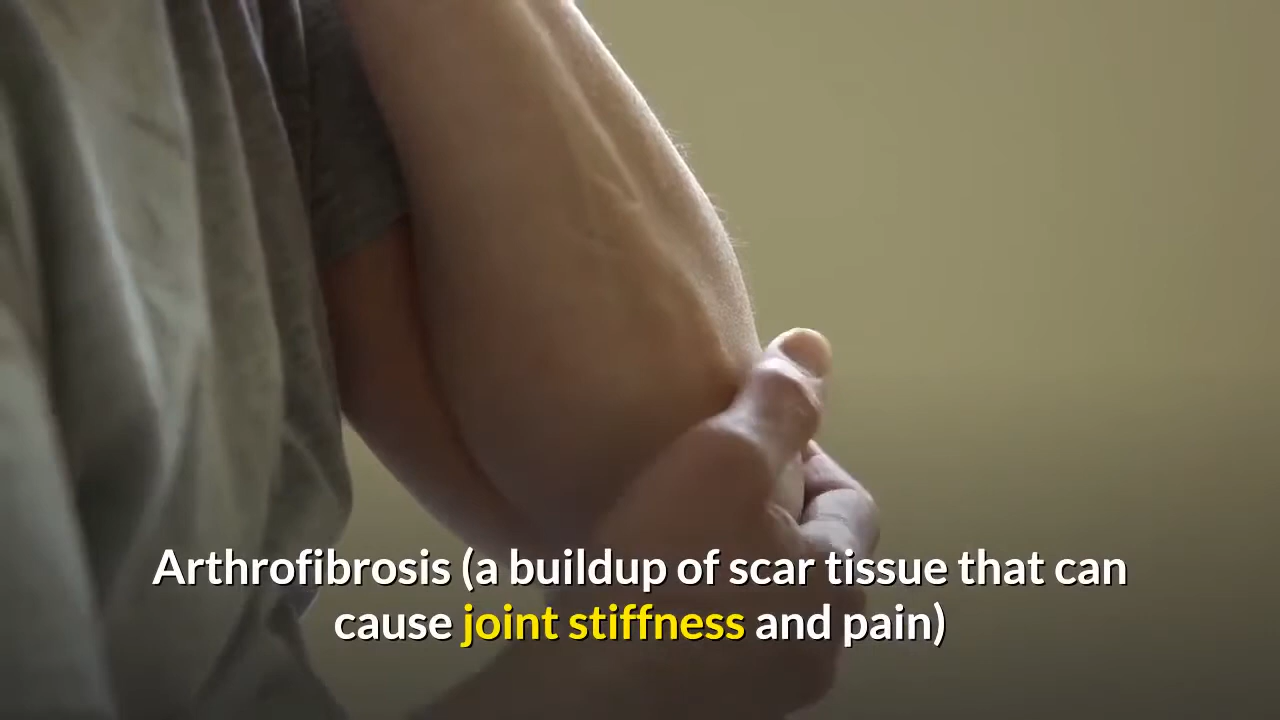 Arthrofibrosis (a buildup of scar tissue that can
cause joint stiffness and pain)